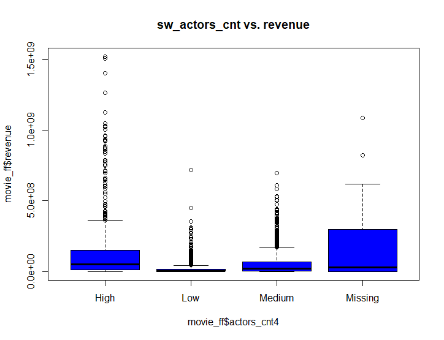 sw_actors_cnt vs. revenue
movie_ff$revenue
1.5e+09
1.0e+09
5.0e+08
0.0e+00
High Low Medium Missing
movie_ff$actors_cnt4